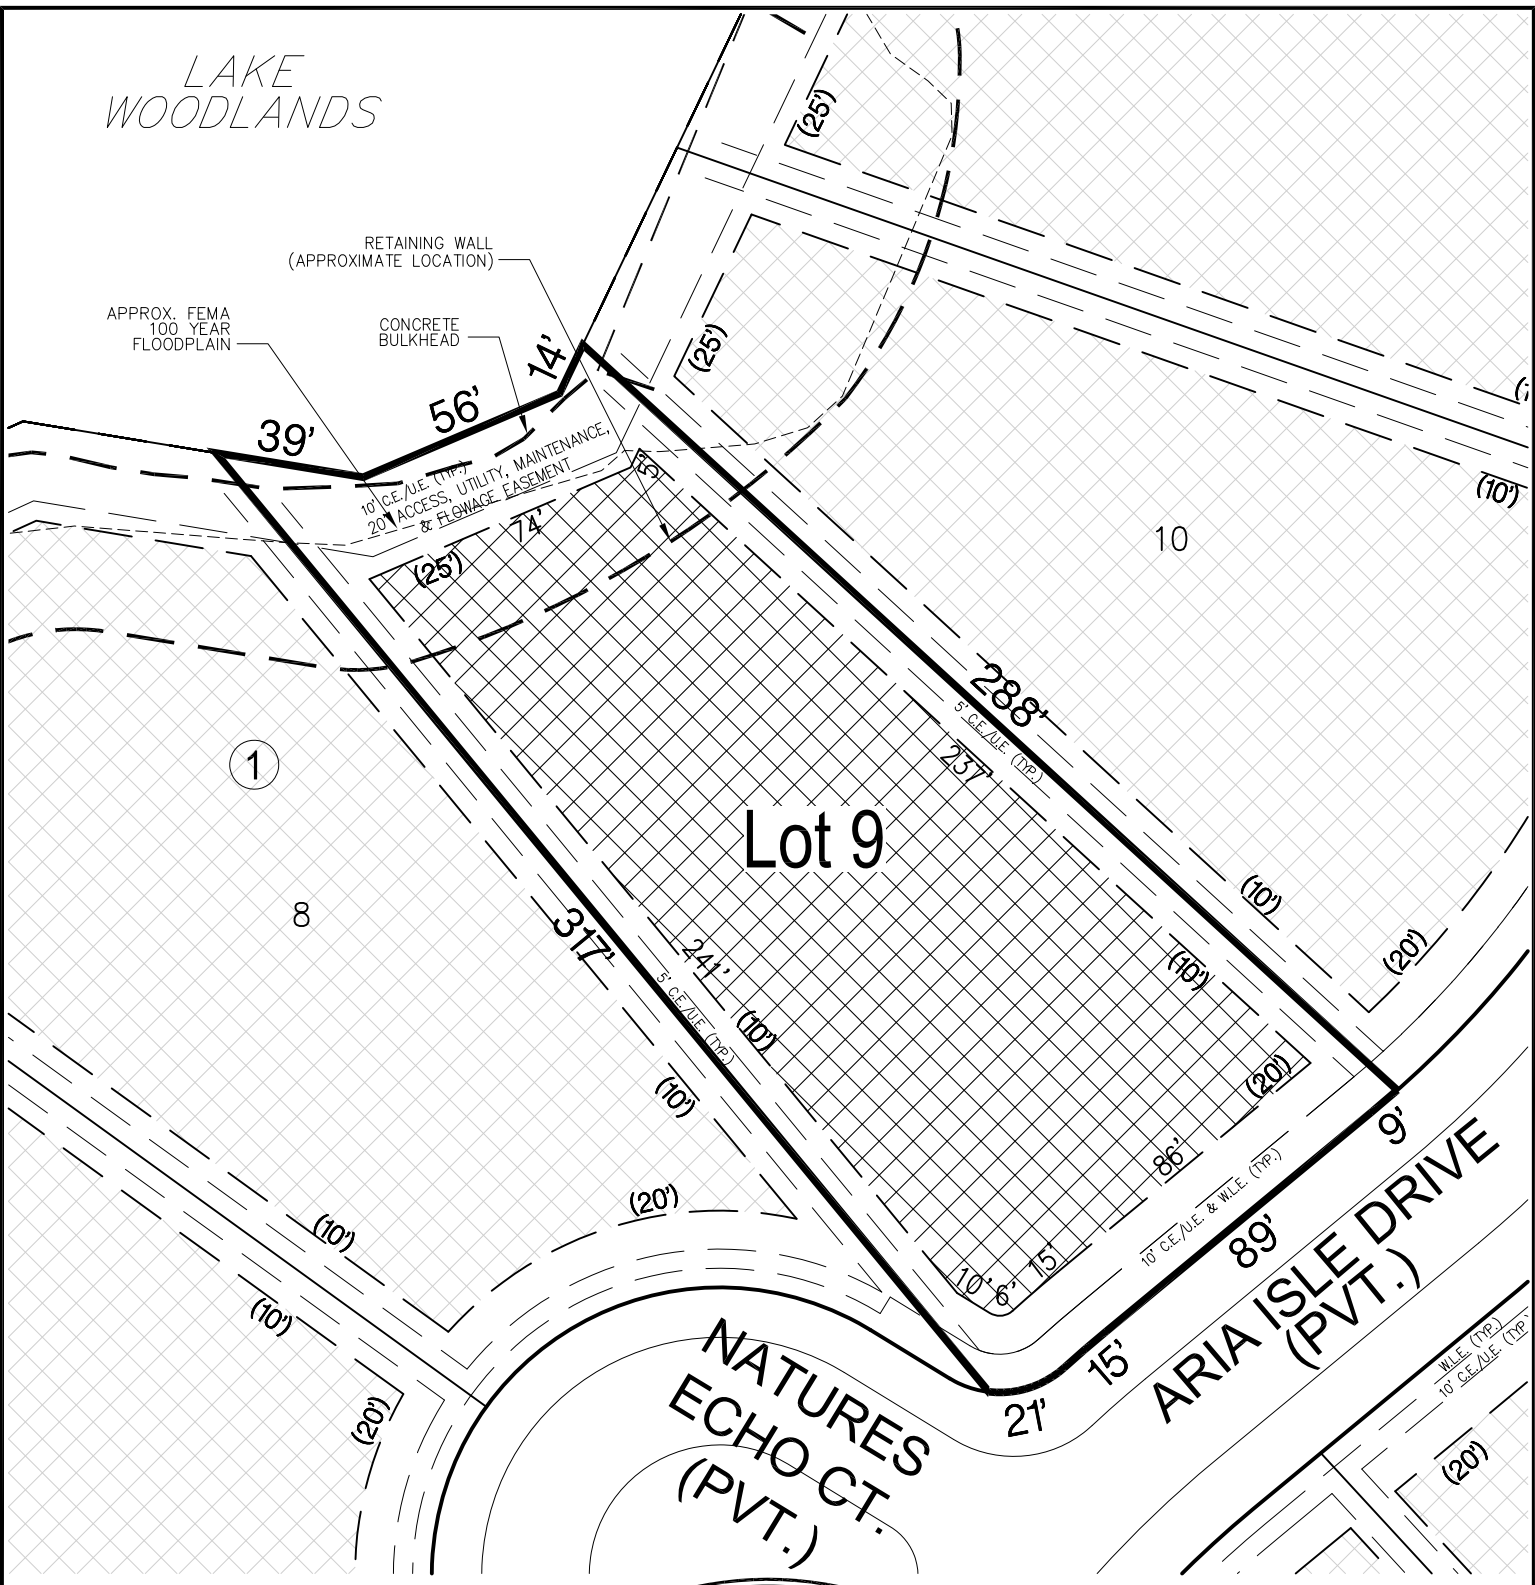 LAKE
WOODLANDS
(25')
RETAINING WALL
(APPROXIMATE LOCATION)
APPROX. FEMA
100 YEAR
FLOODPLAIN
CONCRETE
BULKHEAD
14'
(25')
56'
39'
10' C.E./U.E. (TYP.)
20' ACCESS, UTILITY, MAINTENANCE,
& FLOWAGE EASEMENT
5'
74'
(25')
(10')
10
288'
5' C.E./U.E. (TYP.)
237'
1
Lot 9
8
317'
241'
5' C.E./U.E. (TYP.)
(10')
(10')
(10')
(10')
(20')
(20')
9'
86'
10' C.E./U.E. & W.L.E. (TYP.)
89'
(20')
(10')
(10')
10'
6'
15'
15'
21'
ARIA ISLE DRIVE
(PVT.)
NATURES
ECHO CT.
(PVT.)
(20')
W.L.E. (TYP.)
10' C.E./U.E. (TYP.
(20')